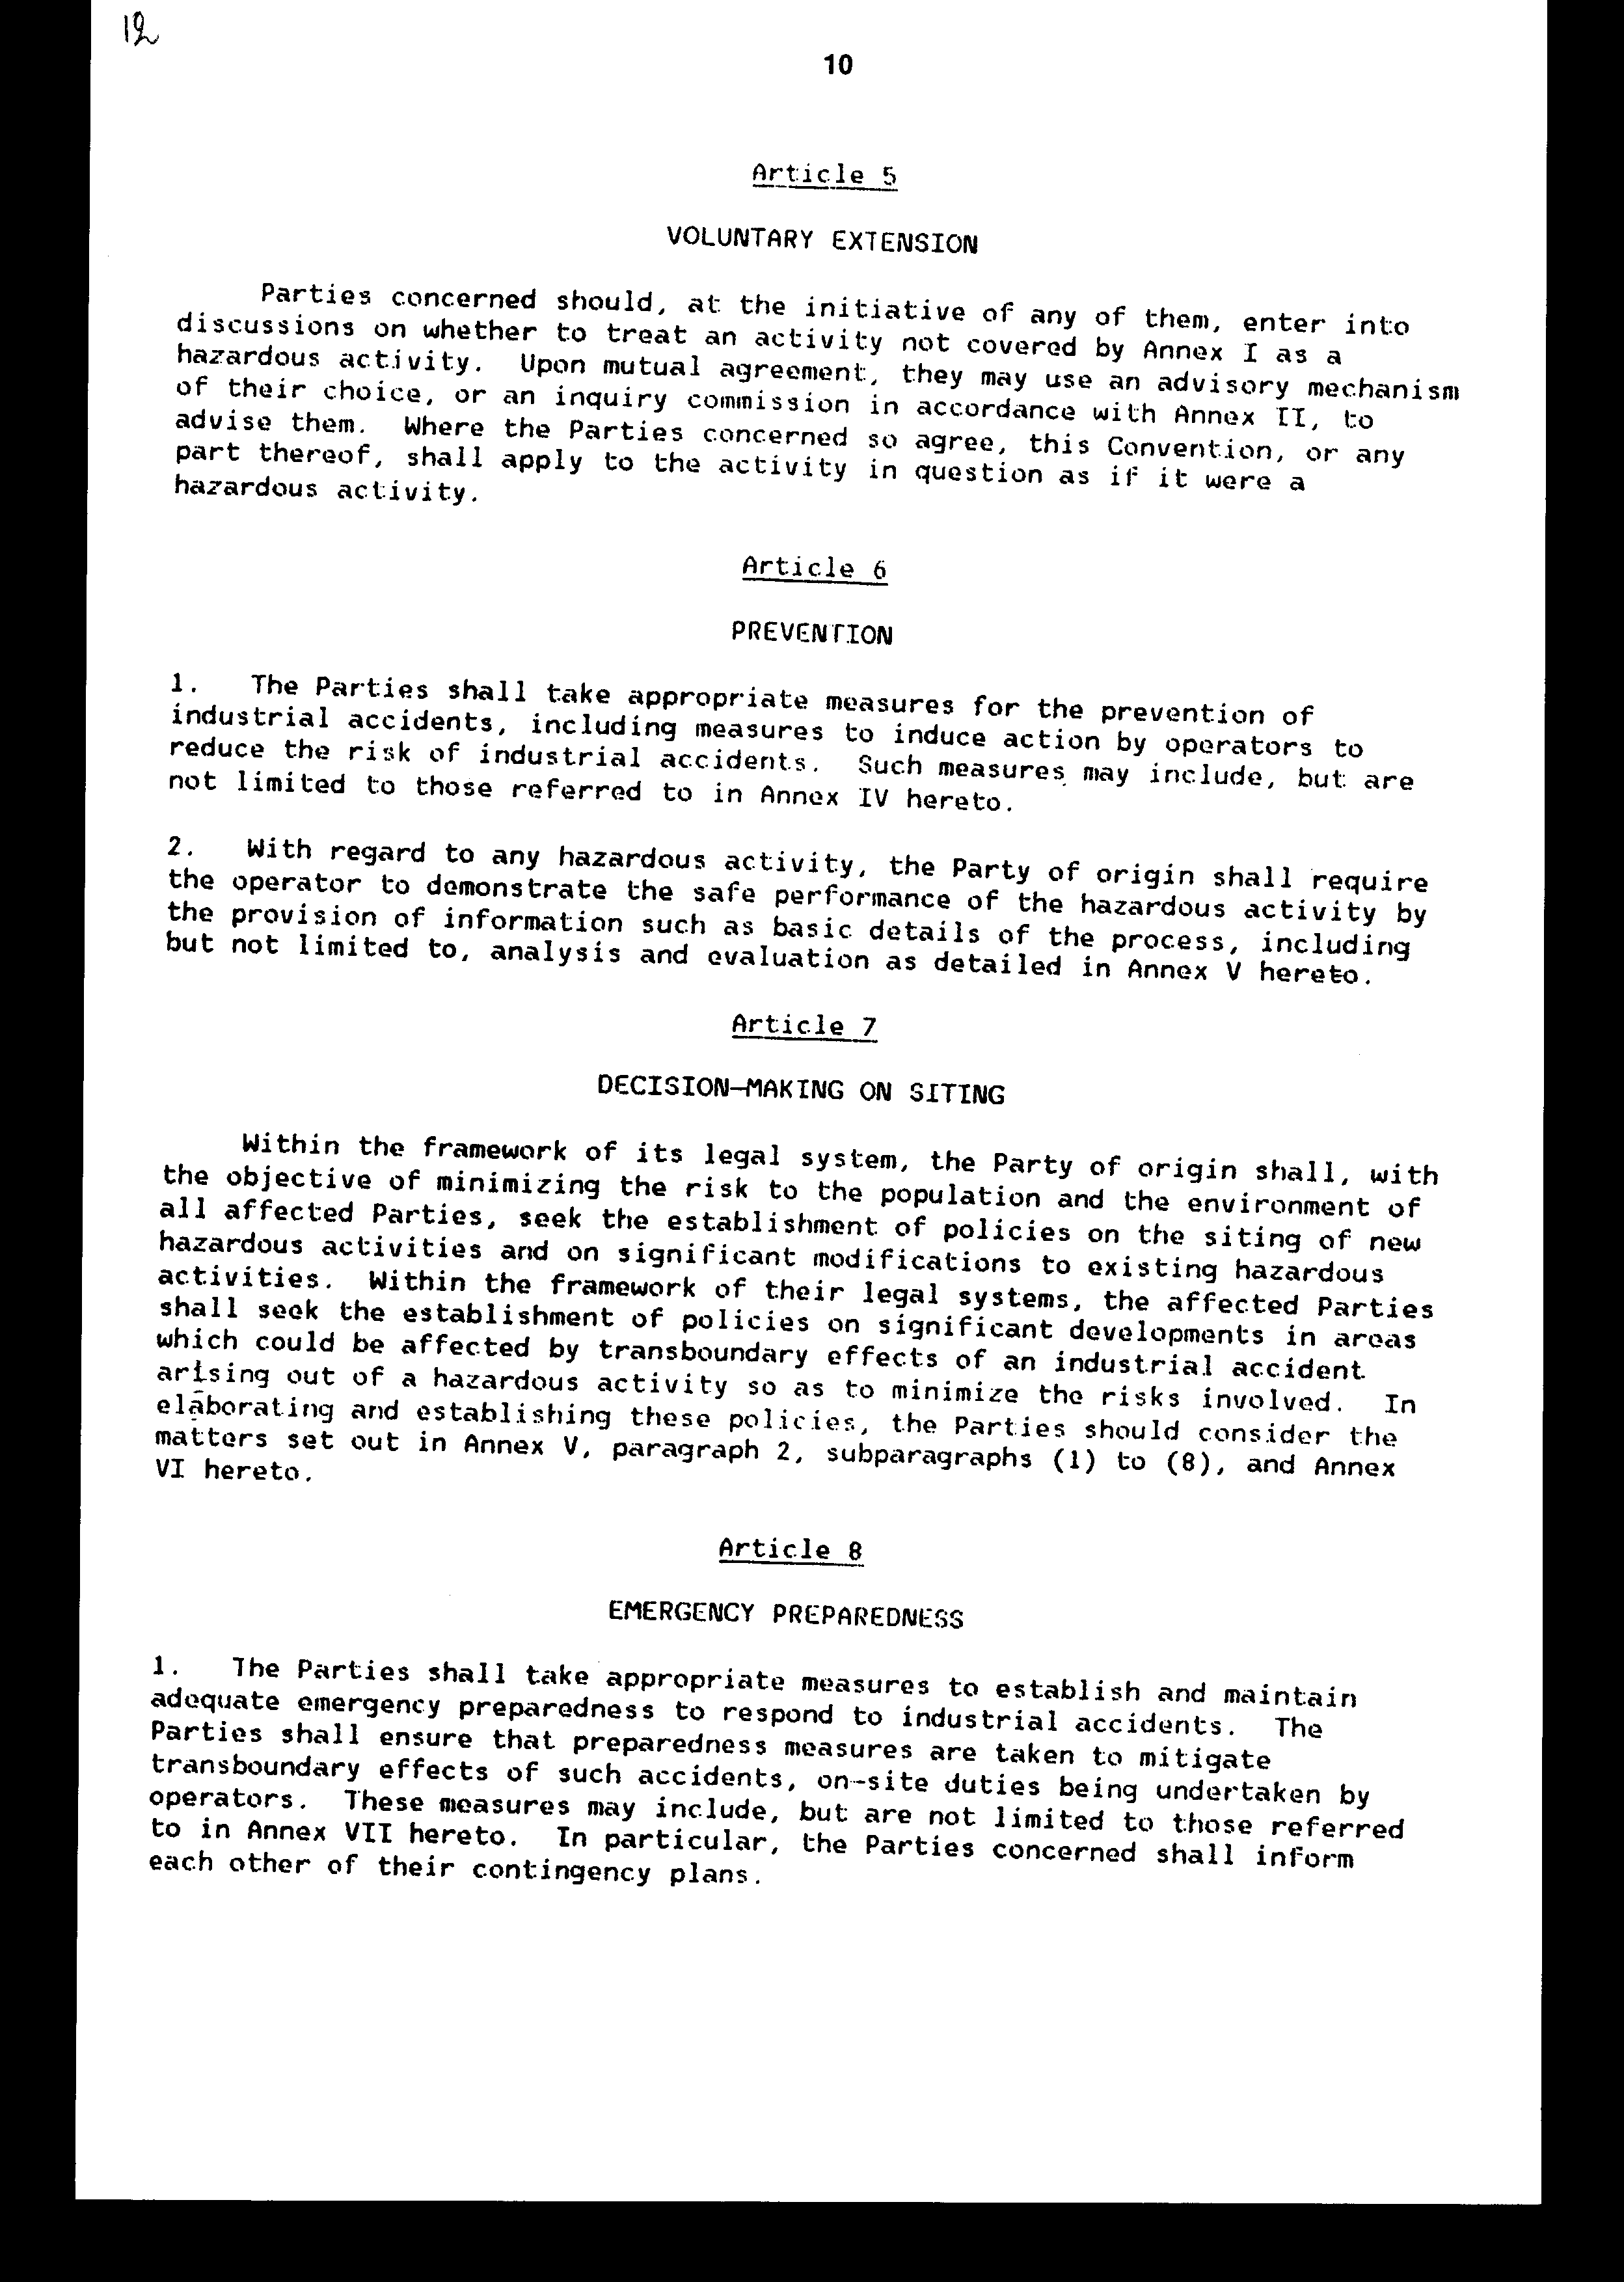 12
10
Article 5
VOLUNTARY EXTENSION
Parties concerned should, at the initiative of any of them, enter into
discussions on whether to treat an activity not covered by Annex I as a
hazardous activity. Upon mutual agreement, they may use an advisory mechanism
of their choice, or an inquiry commission in accordance with Annex II, to
advise them. Where the Parties concerned so agree, this Convention, or any
part thereof, shall apply to the activity in question as if it were a
hazardous activity.
Article 6
PREVENTION
1. The Parties shall take appropriate measures for the prevention of
industrial accidents, including measures to induce action by operators to
reduce the risk of industrial accidents. Such measures may include, but are
not limited to those referred to in Annex IV hereto.
2. With regard to any hazardous activity, the Party of origin shall require
the operator to demonstrate the safe performance of the hazardous activity by
the provision of information such as basic details of the process, including
but not limited to, analysis and evaluation as detailed in Annex V hereto.
Article 7
DECISION-MAKING ON SITING
Within the framework of its legal system, the Party of origin shall, with
the objective of minimizing the risk to the population and the environment of
all affected Parties, seek the establishment of policies on the siting of new
hazardous activities and on significant modifications to existing hazardous
activities. Within the framework of their legal systems, the affected Parties
shall seek the establishment of policies on significant developments in areas
which could be affected by transboundary effects of an industrial accident
arising out of a hazardous activity so as to minimize the risks involved. In
elaborating and establishing these policies, the Parties should consider the
matters set out in Annex V, paragraph 2, subparagraphs (1) to (8), and Annex
VI hereto.
Article 8
EMERGENCY PREPAREDNESS
1. The Parties shall take appropriate measures to establish and maintain
adequate emergency preparedness to respond to industrial accidents. The
Parties shall ensure that preparedness measures are taken to mitigate
transboundary effects of such accidents, on-site duties being undertaken by
operators. These measures may include, but are not limited to those referred
to in Annex VII hereto. In particular, the Parties concerned shall inform
each other of their contingency plans.